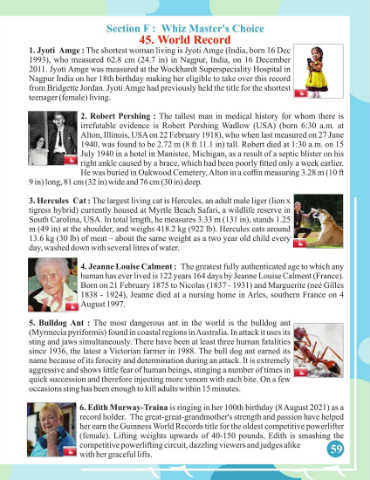 Section F : Whiz Master's Choice
45. World Record
1. Jyoti Amge : The shortest woman living is Jyoti Amge (India, born 16 Dec
1993), who measured 62.8 cm (24.7 in) in Nagpur, India, on 16 December
2011. Jyoti Amge was measured at the Wockhardt Superspeciality Hospital in
Nagpur India on her 18th birthday making her eligible to take over this record
from Bridgette Jordan. Jyoti Amge had previously held the title for the shortest
teenager (female) living.
2. Robert Pershing : The tallest man in medical history for whom there is
irrefutable evidence is Robert Pershing Wadlow (USA) (born 6:30 a.m. at
Alton, Illinois, USA on 22 February 1918), who when last measured on 27 June
1940, was found to be 2.72 m (8 ft 11.1 in) tall. Robert died at 1:30 a.m. on 15
July 1940 in a hotel in Manistee, Michigan, as a result of a septic blister on his
right ankle caused by a brace, which had been poorly fitted only a week earlier.
He was buried in Oakwood Cemetery, Alton in a coffin measuring 3.28 m (10 ft
9 in) long, 81 cm (32 in) wide and 76 cm (30 in) deep.
3. Hercules Cat : The largest living cat is Hercules, an adult male liger (lion x
tigress hybrid) currently housed at Myrtle Beach Safari, a wildlife reserve in
South Carolina, USA. In total length, he measures 3.33 m (131 in), stands 1.25
m (49 in) at the shoulder, and weighs 418.2 kg (922 lb). Hercules eats around
13.6 kg (30 lb) of meat – about the same weight as a two year old child every
day, washed down with several litres of water.
4. Jeanne Louise Calment : The greatest fully authenticated age to which any
human has ever lived is 122 years 164 days by Jeanne Louise Calment (France).
Born on 21 February 1875 to Nicolas (1837 - 1931) and Marguerite (neé Gilles
1838 - 1924), Jeanne died at a nursing home in Arles, southern France on 4
August 1997.
5. Bulldog Ant : The most dangerous ant in the world is the bulldog ant
(Myrmecia pyriformis) found in coastal regions in Australia. In attack it uses its
sting and jaws simultaneously. There have been at least three human fatalities
since 1936, the latest a Victorian farmer in 1988. The bull dog ant earned its
name because of its ferocity and determination during an attack. It is extremely
aggressive and shows little fear of human beings, stinging a number of times in
quick succession and therefore injecting more venom with each bite. On a few
occasions sting has been enough to kill adults within 15 minutes.
6. Edith Murway-Traina is ringing in her 100th birthday (8 August 2021) as a
record holder. The great-great-grandmother's strength and passion have helped
her earn the Guinness World Records title for the oldest competitive powerlifter
(female). Lifting weights upwards of 40-150 pounds, Edith is smashing the
competitive powerlifting circuit, dazzling viewers and judges alike
with her graceful lifts.
59